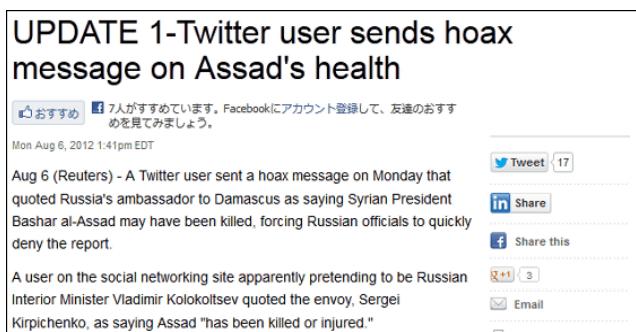 UPDATE 1-Twitter user sends hoax
message on Assad's health
おすすめ
7人がすすめています。Facebookにアカウント登録して、友達のおすす
めを見てみましょう。
Mon Aug 6, 2012 1:41pm EDT
Aug 6 (Reuters) - A Twitter user sent a hoax message on Monday that
quoted Russia's ambassador to Damascus as saying Syrian President
Bashar al-Assad may have been killed, forcing Russian officials to quickly
deny the report.
A user on the social networking site apparently pretending to be Russian
Interior Minister Vladimir Kolokoltsev quoted the envoy, Sergei
Kirpichenko, as saying Assad "has been killed or injured."
Tweet 17
in Share
f Share this
+1 3
Email